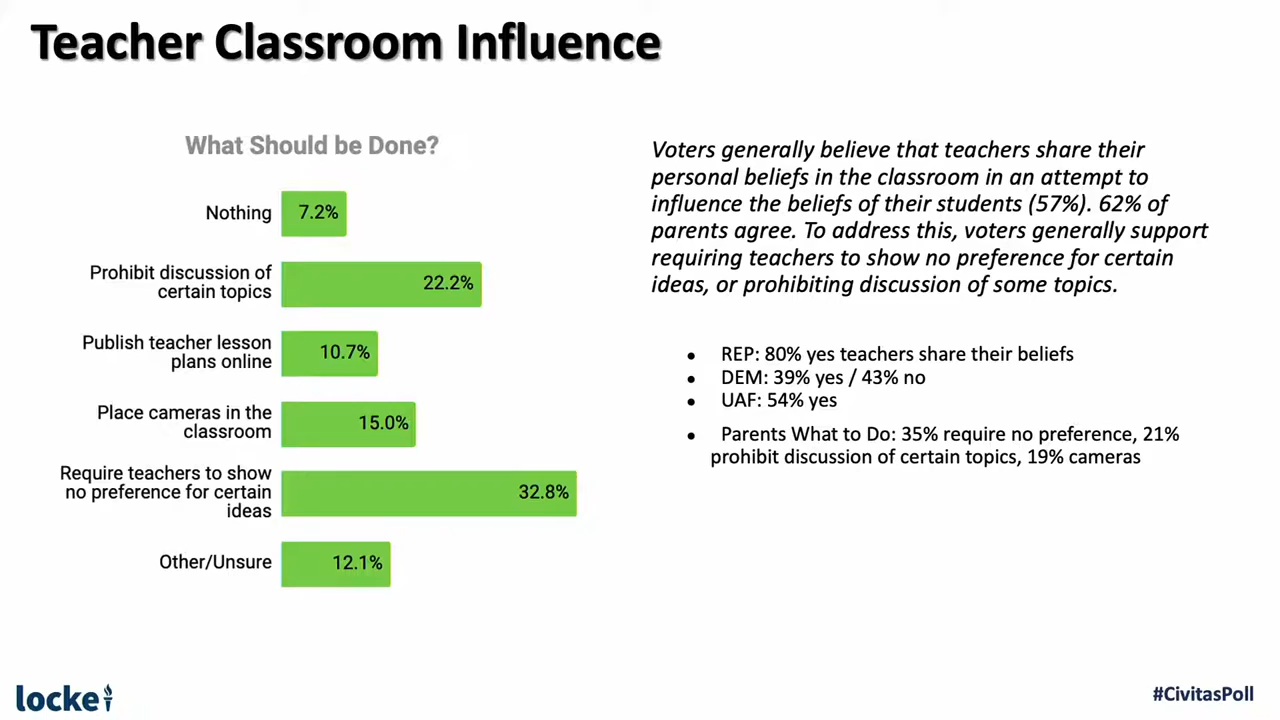 Teacher Classroom Influence
What Should be Done?
Nothing
7.2%
Prohibit discussion of
certain topics
22.2%
Publish teacher lesson
plans online
10.7%
Place cameras in the
classroom
15.0%
Require teachers to show
no preference for certain
ideas
32.8%
Other/Unsure
12.1%
Voters generally believe that teachers share their
personal beliefs in the classroom in an attempt to
influence the beliefs of their students (57%). 62% of
parents agree. To address this, voters generally support
requiring teachers to show no preference for certain
ideas, or prohibiting discussion of some topics.
• REP: 80% yes teachers share their beliefs
• DEM: 39% yes / 43% no
• UAF: 54% yes
• Parents What to Do: 35% require no preference, 21%
prohibit discussion of certain topics, 19% cameras
locke
#CivitasPoll